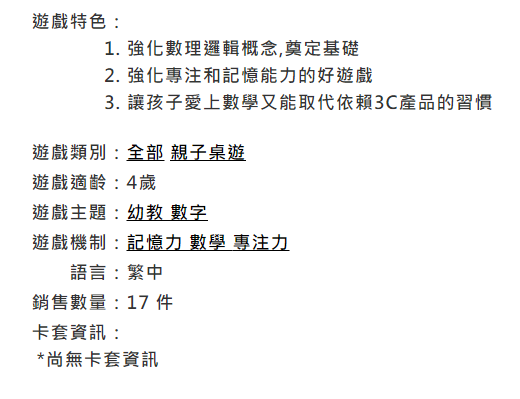 遊戲特色：
1. 強化數理邏輯概念,奠定基礎
2. 強化專注和記憶能力的好遊戲
3. 讓孩子愛上數學又能取代依賴3C產品的習慣
遊戲類別：全部 親子桌遊
遊戲適齡：4歲
遊戲主題：幼教 數字
遊戲機制：記憶力 數學 專注力
語言：繁中
銷售數量：17 件
卡套資訊：
*尚無卡套資訊